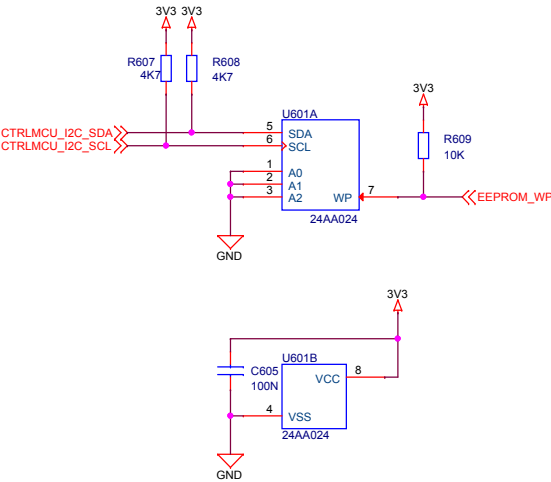 3V3 3V3
R607 R608
4K7 4K7
3V3
U601A
CTRLMCU_I2C_SDA 5 SDA
CTRLMCU_I2C_SCL 6 SCL
R609
10K
1 A0
2 A1
3 A2 WP 7 EEPROM_WP
24AA024
GND
3V3
U601B
C605 VCC 8
100N
4 VSS
24AA024
GND